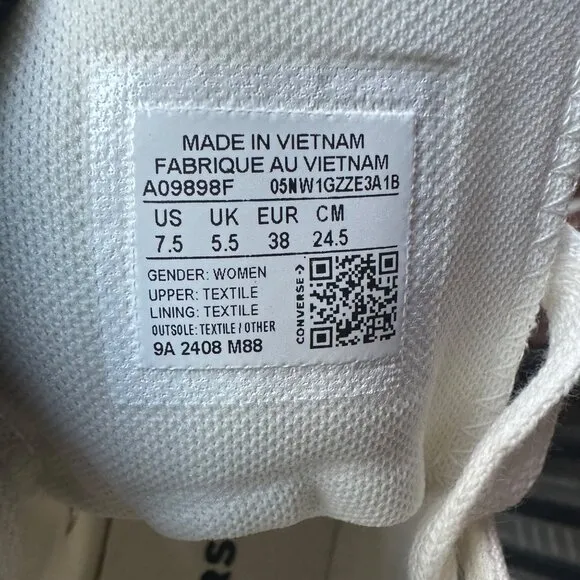 MADE IN VIETNAM
FABRIQUE AU VIETNAM
A09898F 05NW1GZZE3A1B
US UK EUR CM
7.5 5.5 38 24.5
GENDER: WOMEN
UPPER: TEXTILE
LINING: TEXTILE
OUTSOLE: TEXTILE / OTHER
9A 2408 M88
CONVERSE